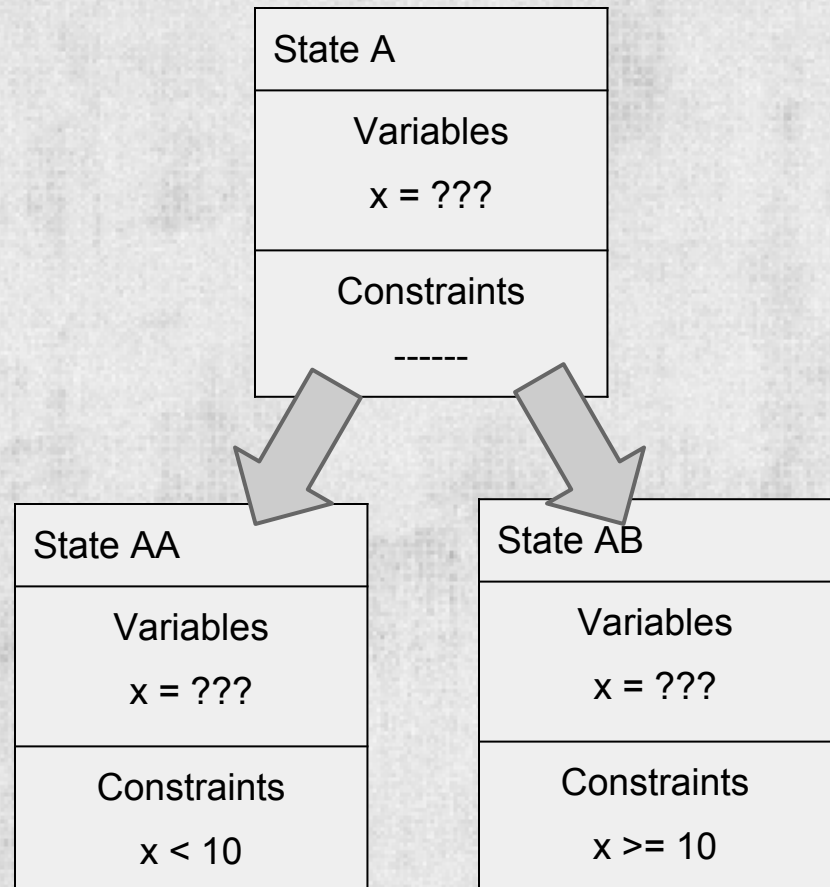 State A
Variables
x = ???
Constraints
------
State AA
Variables
x = ???
Constraints
x < 10
State AB
Variables
x = ???
Constraints
x >= 10